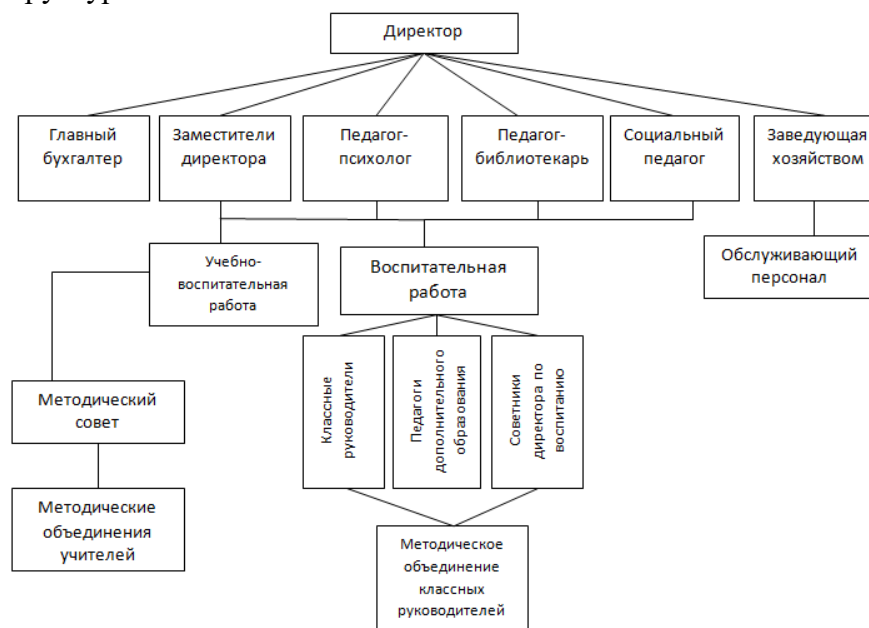 Директор
Главный
бухгалтер
Заместители
директора
Педагог-
психолог
Педагог-
библиотекарь
Социальный
педагог
Заведующая
хозяйством
Учебно-
воспитательная
работа
Воспитательная
работа
Обслуживающий
персонал
Классные
руководители
Педагоги
дополнительного
образования
Советники
директора по
воспитанию
Методический
совет
Методические
объединения
учителей
Методическое
объединение
классных
руководителей